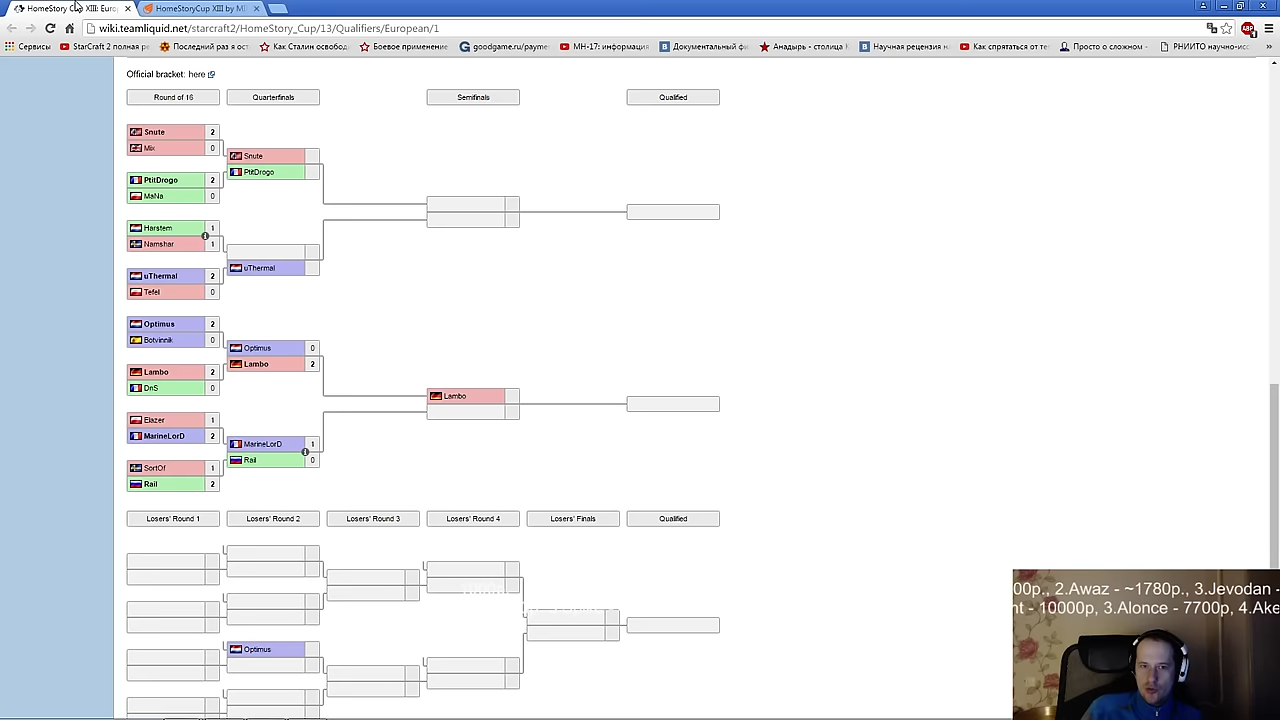 HomeStory Cup XIII: Euro
HomeStoryCup XIII by M
wiki.teamliquid.net/starcraft2/HomeStory_Cup/13/Qualifiers/European/1
Сервисы StarCraft 2 полная ре Последний раз я ост Как Сталин освобод Боевое применение goodgame.ru/payme МН-17: информаци Документальный фи Анадырь - столица Научная рецензия н Как спрятаться от те Просто о сложном - РНИИТО научно-исс
Official bracket: here
Round of 16 Quarterfinals Semifinals Qualified
Snute 2
Mix 0
Snute
PtitDrogo
PtitDrogo 2
MaNa 0
Harstem 1
Namshar 1
uThermal
uThermal 2
Tefel 0
Optimus 2
Botvinnik 0
Optimus 0
Lambo 2
Lambo 2
DnS 0
Lambo
Elazer 1
MarineLorD 2
MarineLorD 1
Rail 0
SortOf 1
Rail 2
Losers' Round 1 Losers' Round 2 Losers' Round 3 Losers' Round 4 Losers' Finals Qualified
Optimus
00р., 2.Awaz - ~1780р., 3.Jevodan -
nt - 10000р, 3.Alonce - 7700р, 4.Ake